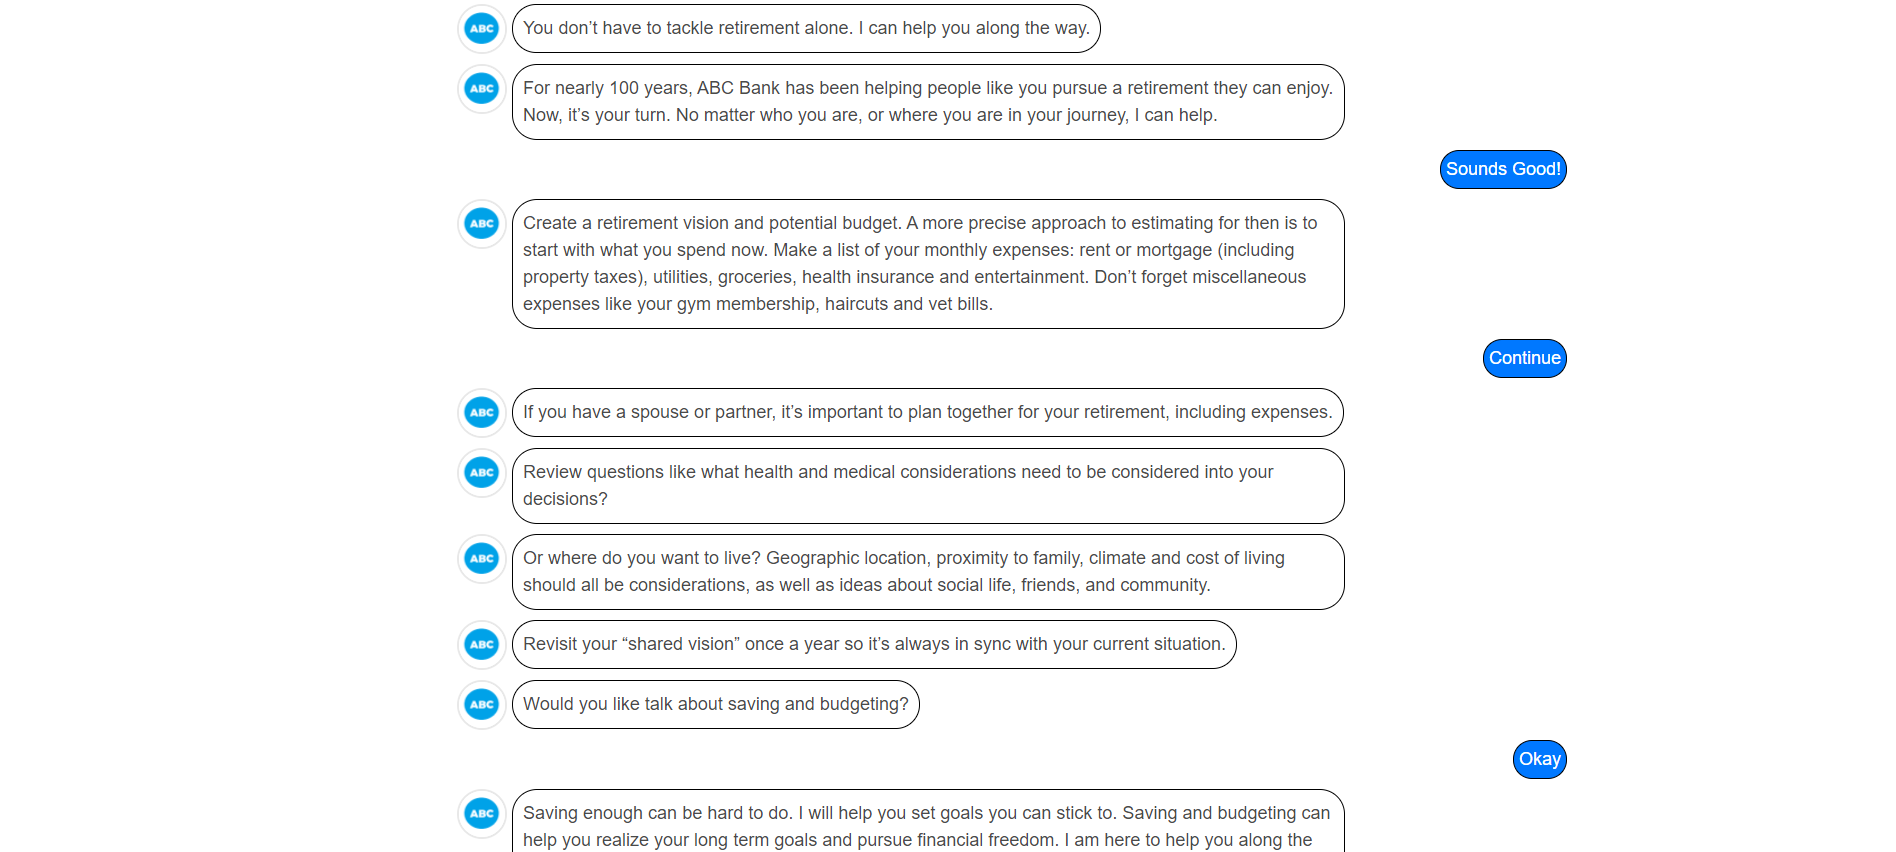 ABC
You don’t have to tackle retirement alone. I can help you along the way.
ABC
For nearly 100 years, ABC Bank has been helping people like you pursue a retirement they can enjoy.
Now, it’s your turn. No matter who you are, or where you are in your journey, I can help.
Sounds Good!
ABC
Create a retirement vision and potential budget. A more precise approach to estimating for then is to
start with what you spend now. Make a list of your monthly expenses: rent or mortgage (including
property taxes), utilities, groceries, health insurance and entertainment. Don’t forget miscellaneous
expenses like your gym membership, haircuts and vet bills.
Continue
ABC
If you have a spouse or partner, it’s important to plan together for your retirement, including expenses.
ABC
Review questions like what health and medical considerations need to be considered into your
decisions?
ABC
Or where do you want to live? Geographic location, proximity to family, climate and cost of living
should all be considerations, as well as ideas about social life, friends, and community.
ABC
Revisit your “shared vision” once a year so it’s always in sync with your current situation.
ABC
Would you like talk about saving and budgeting?
Okay
ABC
Saving enough can be hard to do. I will help you set goals you can stick to. Saving and budgeting can
help you realize your long term goals and pursue financial freedom. I am here to help you along the